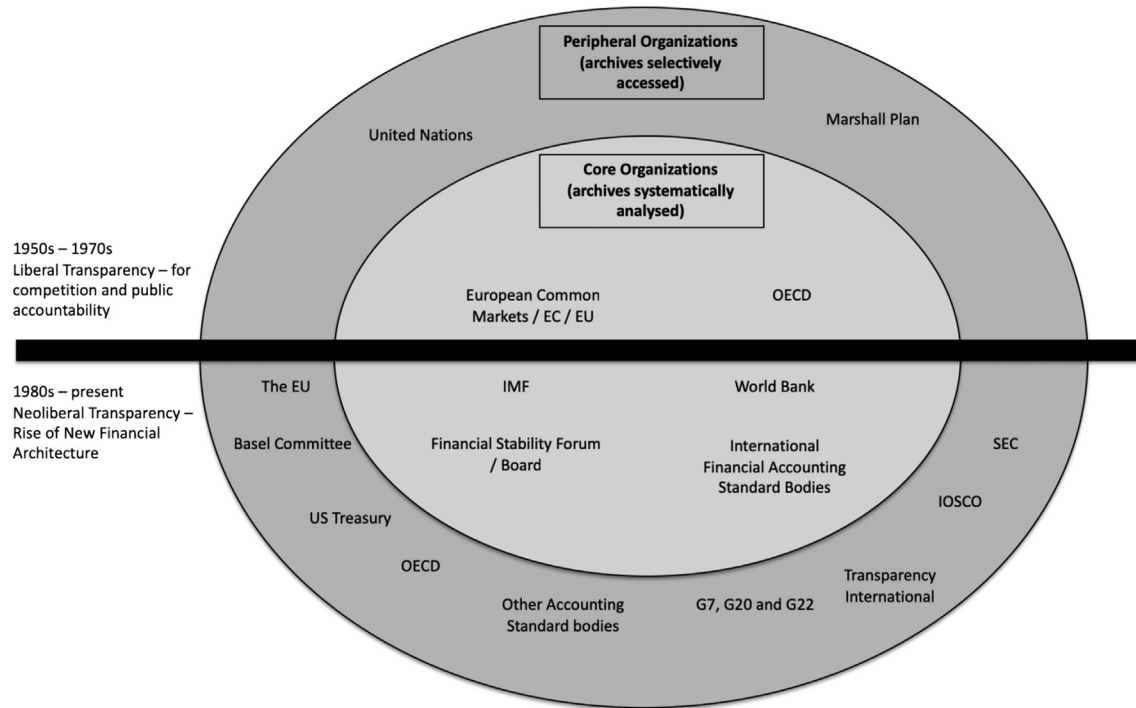 Peripheral Organizations
(archives selectively
accessed)
United Nations
Marshall Plan
Core Organizations
(archives systematically
analysed)
1950s – 1970s
Liberal Transparency – for
competition and public
accountability
European Common
Markets / EC / EU
OECD
1980s – present
Neoliberal Transparency –
Rise of New Financial
Architecture
The EU
IMF
World Bank
Basel Committee
Financial Stability Forum
/ Board
International
Financial Accounting
Standard Bodies
SEC
US Treasury
IOSCO
OECD
Other Accounting
Standard bodies
G7, G20 and G22
Transparency
International